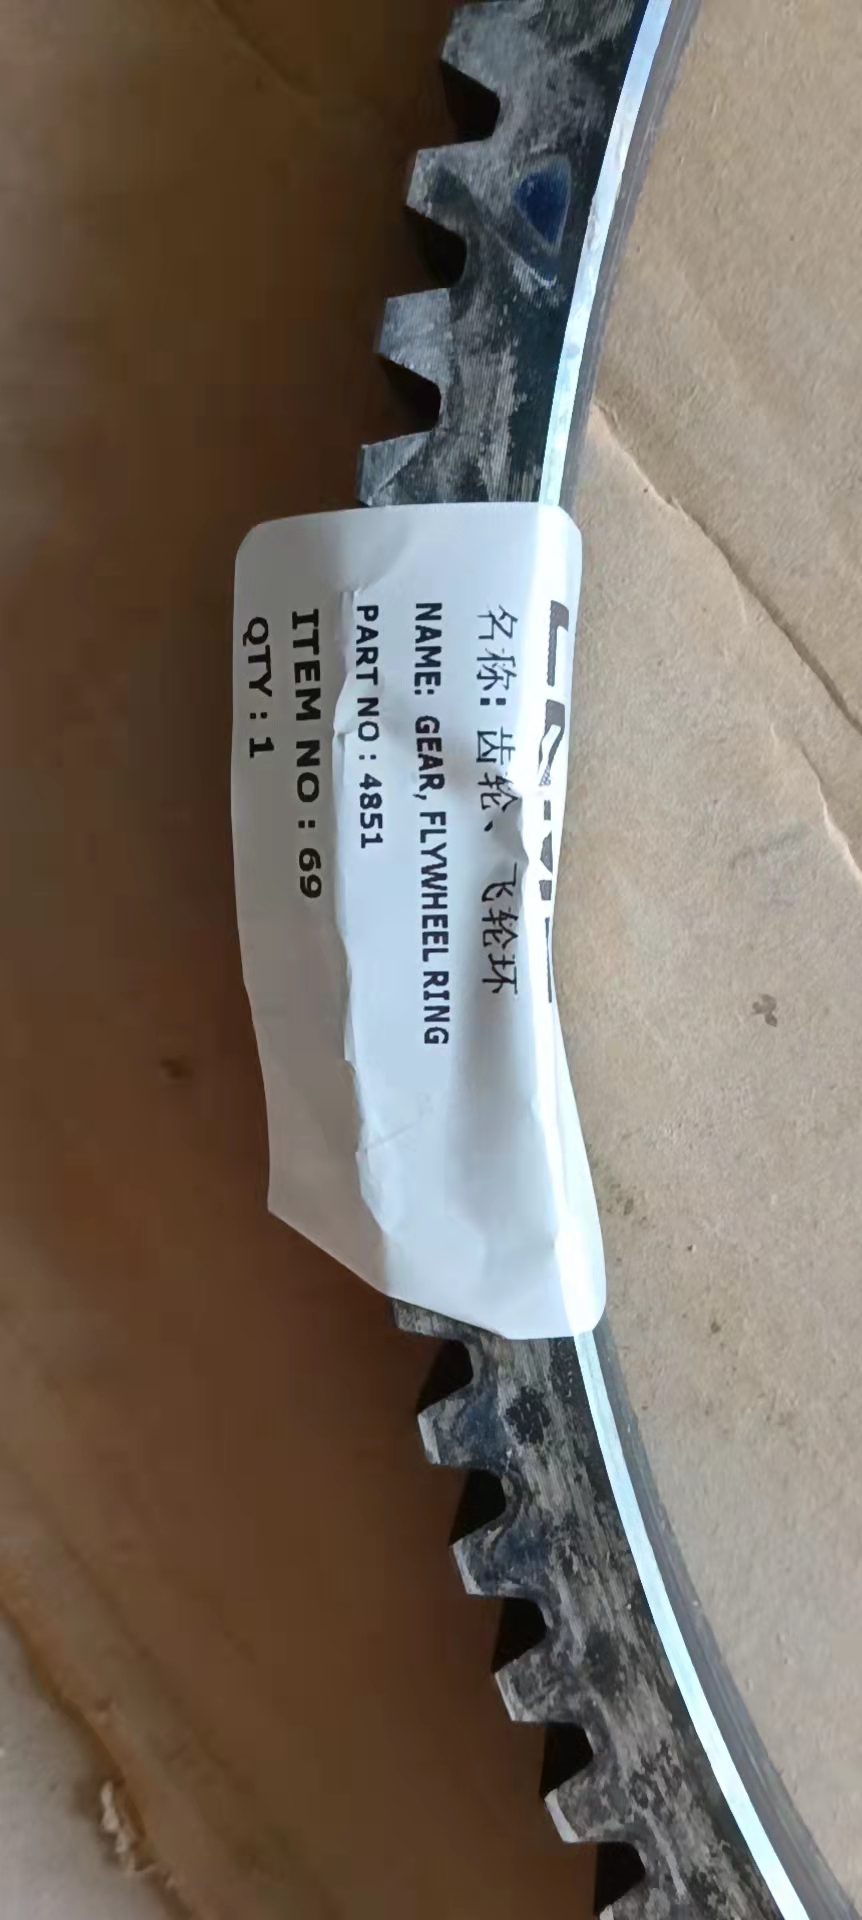 名称: 齿轮、飞轮环
NAME: GEAR, FLYWHEEL RING
PART NO : 4851
ITEM NO : 69
QTY : 1